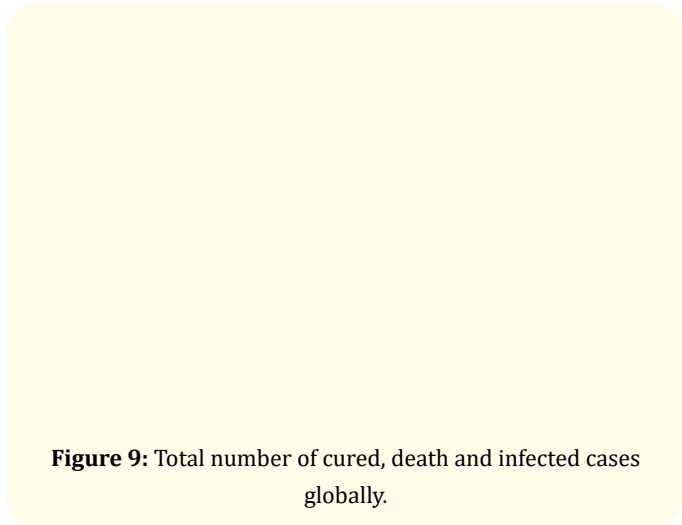 Figure 9: Total number of cured, death and infected cases
globally.